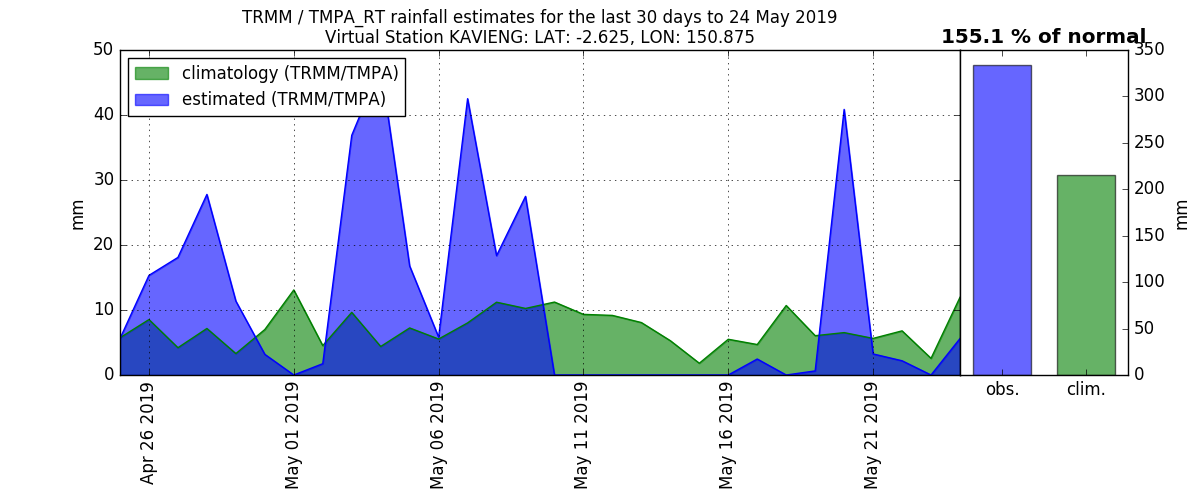 TRMM / TMPA_RT rainfall estimates for the last 30 days to 24 May 2019
Virtual Station KAVIENG: LAT: -2.625, LON: 150.875
155.1 % of normal
climatology (TRMM/TMPA)
estimated (TRMM/TMPA)
50
40
30
20
10
0
mm
Apr 26 2019
May 01 2019
May 06 2019
May 11 2019
May 16 2019
May 21 2019
350
300
250
200
150
100
50
0
mm
obs.
clim.